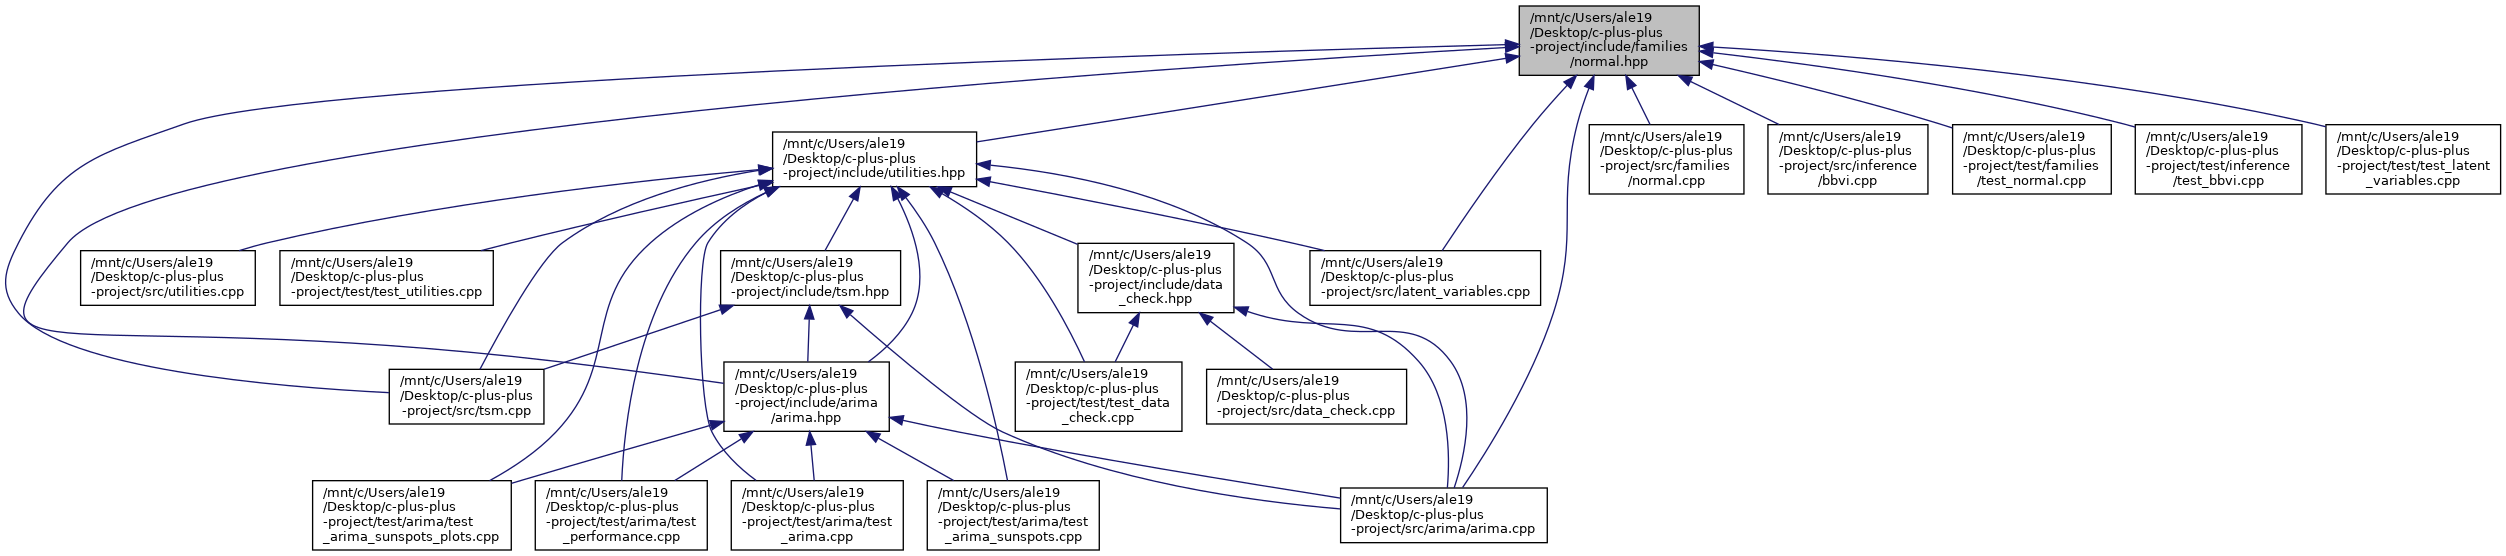 /mnt/c/Users/ale19
/Desktop/c-plus-plus
-project/include/families
/normal.hpp
/mnt/c/Users/ale19
/Desktop/c-plus-plus
-project/include/utilities.hpp
/mnt/c/Users/ale19
/Desktop/c-plus-plus
-project/src/families
/normal.cpp
/mnt/c/Users/ale19
/Desktop/c-plus-plus
-project/src/inference
/bbvi.cpp
/mnt/c/Users/ale19
/Desktop/c-plus-plus
-project/test/families
/test_normal.cpp
/mnt/c/Users/ale19
/Desktop/c-plus-plus
-project/test/inference
/test_bbvi.cpp
/mnt/c/Users/ale19
/Desktop/c-plus-plus
-project/test/test_latent
_variables.cpp
/mnt/c/Users/ale19
/Desktop/c-plus-plus
-project/src/utilities.cpp
/mnt/c/Users/ale19
/Desktop/c-plus-plus
-project/test/test_utilities.cpp
/mnt/c/Users/ale19
/Desktop/c-plus-plus
-project/include/tsm.hpp
/mnt/c/Users/ale19
/Desktop/c-plus-plus
-project/include/data
_check.hpp
/mnt/c/Users/ale19
/Desktop/c-plus-plus
-project/src/latent_variables.cpp
/mnt/c/Users/ale19
/Desktop/c-plus-plus
-project/src/tsm.cpp
/mnt/c/Users/ale19
/Desktop/c-plus-plus
-project/include/arima
/arima.hpp
/mnt/c/Users/ale19
/Desktop/c-plus-plus
-project/test/test_data
_check.cpp
/mnt/c/Users/ale19
/Desktop/c-plus-plus
-project/src/data_check.cpp
/mnt/c/Users/ale19
/Desktop/c-plus-plus
-project/test/arima/test
_arima_sunspots_plots.cpp
/mnt/c/Users/ale19
/Desktop/c-plus-plus
-project/test/arima/test
_performance.cpp
/mnt/c/Users/ale19
/Desktop/c-plus-plus
-project/test/arima/test
_arima.cpp
/mnt/c/Users/ale19
/Desktop/c-plus-plus
-project/test/arima/test
_arima_sunspots.cpp
/mnt/c/Users/ale19
/Desktop/c-plus-plus
-project/src/arima/arima.cpp